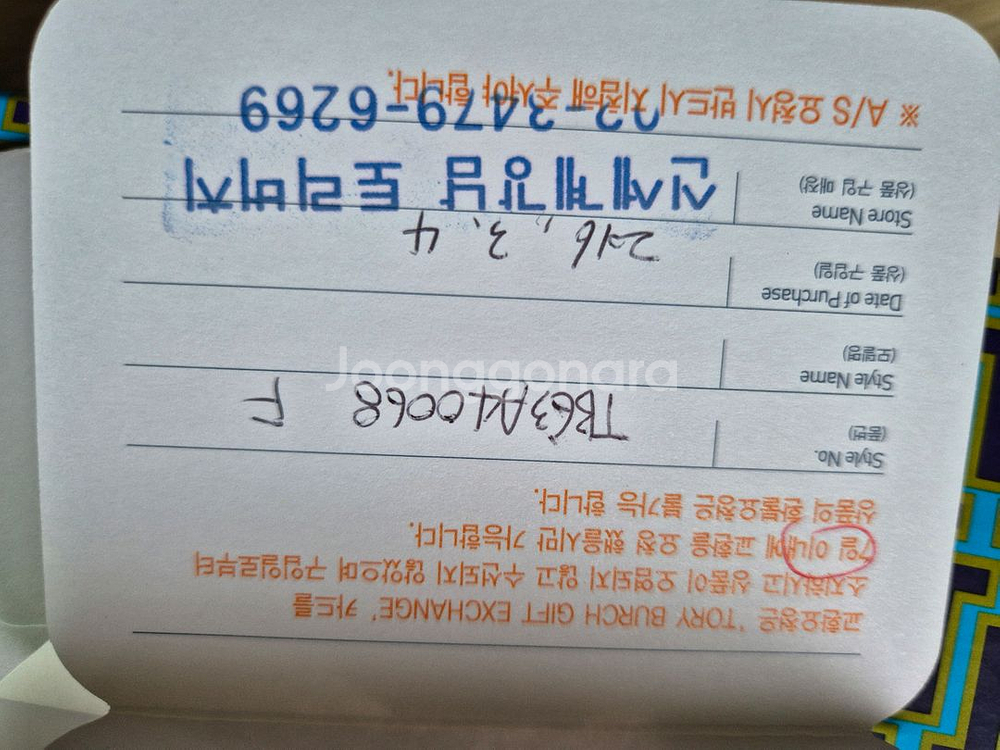 교환요청은 'TORY BURCH GIFT EXCHANGE' 카드를
소지하시고 상품이 오염되지 않고 수선되지 않았으며 구입일로부터
7일 이내에 교환을 요청 했을시만 가능합니다.
상품의 환불요청은 불가능 합니다.
Style No.
(품번)
TB63A40068 F
Style Name
(모델명)
Date of Purchase
(상품 구입일)
216. 3. 4
Store Name
(상품 구입 매장)
신세계강남 토리버치
02-3479-6269
※ A/S 요청시 반드시 지참해 주셔야 합니다.
Joonggonara